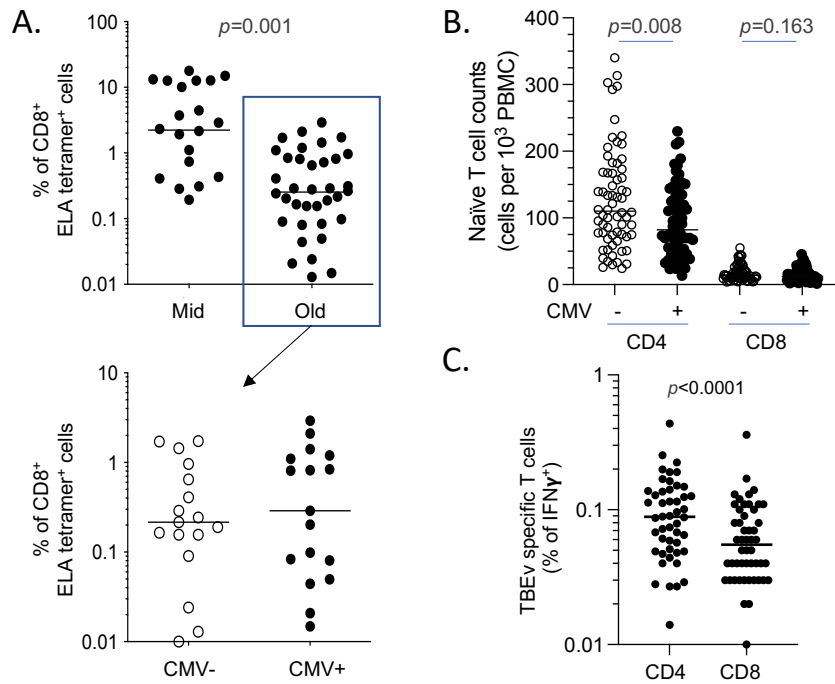 A.
p=0.001
% of CD8+
ELA tetramer+ cells
100
10
1
0.1
0.01
Mid
Old
% of CD8+
ELA tetramer+ cells
10
1
0.1
0.01
CMV-
CMV+
B.
p=0.008
p=0.163
Naïve T cell counts
(cells per 10³ PBMC)
400
300
200
100
0
CMV
-
+
-
+
CD4
CD8
C.
p<0.0001
TBEv specific T cells
(% of IFNγ+)
1
0.1
0.01
CD4
CD8